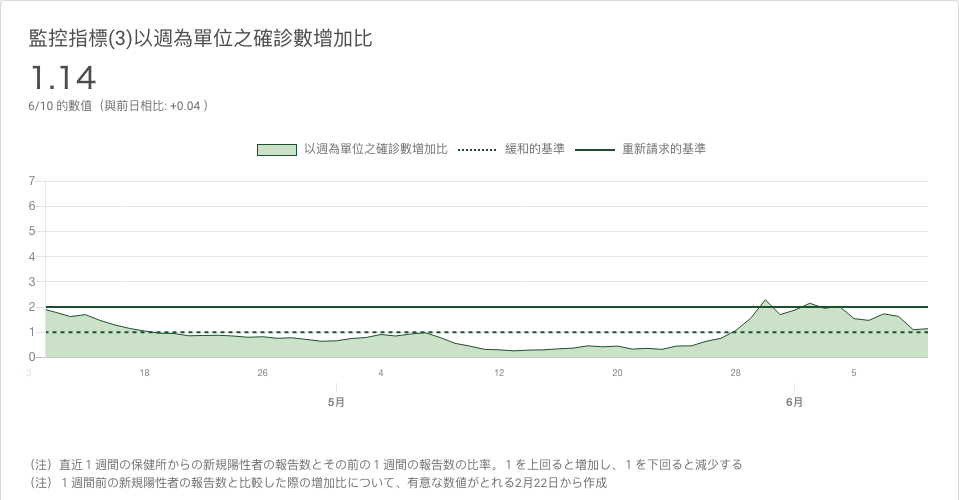 監控指標(3)以週為單位之確診數增加比
1.14
6/10 的數值（與前日相比: +0.04 ）
以週為單位之確診數增加比 緩和的基準 重新請求的基準
7
6
5
4
3
2
1
0
0 18 26 4 12 20 28 5
5月 6月
（注）直近１週間の保健所からの新規陽性者の報告数とその前の１週間の報告数の比率。１を上回ると増加し、１を下回ると減少する
（注）１週間前の新規陽性者の報告数と比較した際の増加比について、有意な数値がとれる2月22日から作成